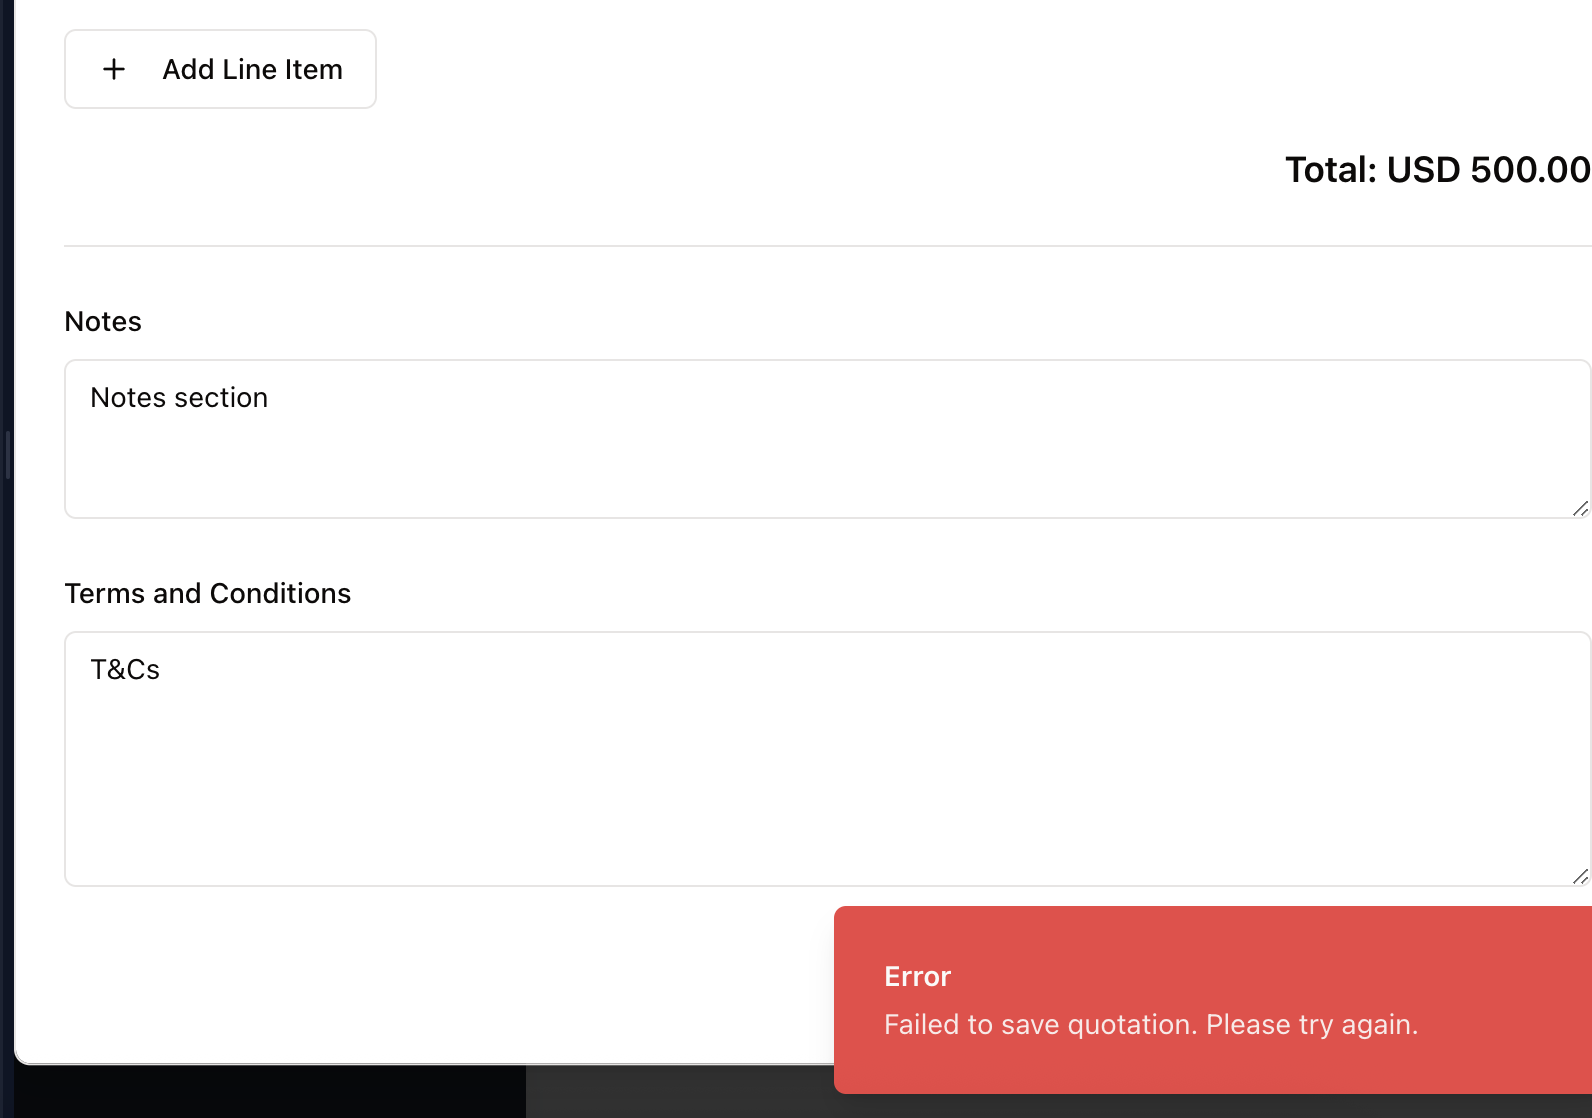 + Add Line Item
Total: USD 500.00
Notes
Notes section
Terms and Conditions
T&Cs
Error
Failed to save quotation. Please try again.